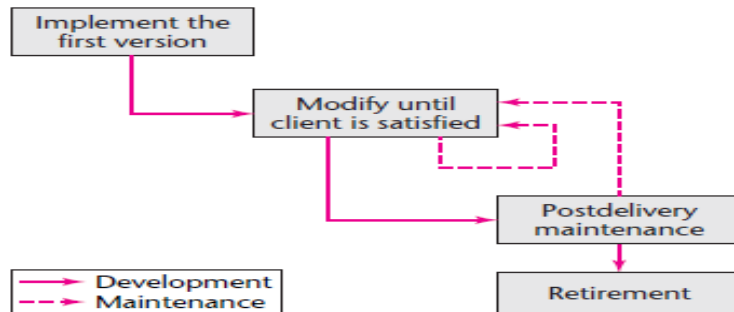 Implement the
first version
Modify until
client is satisfied
Postdelivery
maintenance
Development
Maintenance
Retirement